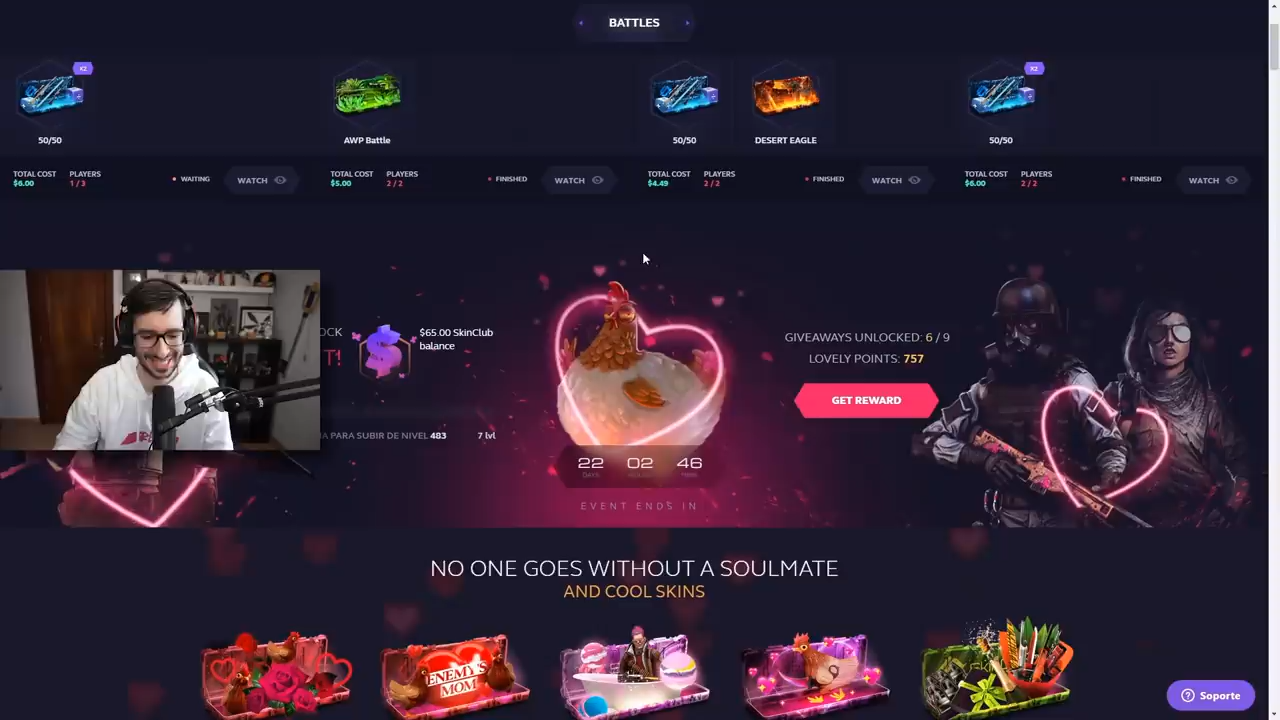 BATTLES
X2
X2
50/50
AWP Battle
50/50
DESERT EAGLE
50/50
TOTAL COST
$6.00
PLAYERS
1 / 3
WAITING
WATCH
TOTAL COST
$5.00
PLAYERS
2 / 2
FINISHED
WATCH
TOTAL COST
$4.49
PLAYERS
2 / 2
FINISHED
WATCH
TOTAL COST
$6.00
PLAYERS
2 / 2
FINISHED
WATCH
OCK
T!
$65.00 SkinClub
balance
A PARA SUBIR DE NIVEL 483
7 lvl
22 02 46
EVENT ENDS IN
GIVEAWAYS UNLOCKED: 6 / 9
LOVELY POINTS: 757
GET REWARD
NO ONE GOES WITHOUT A SOULMATE
AND COOL SKINS
ENEMY'S
MOM
Soporte